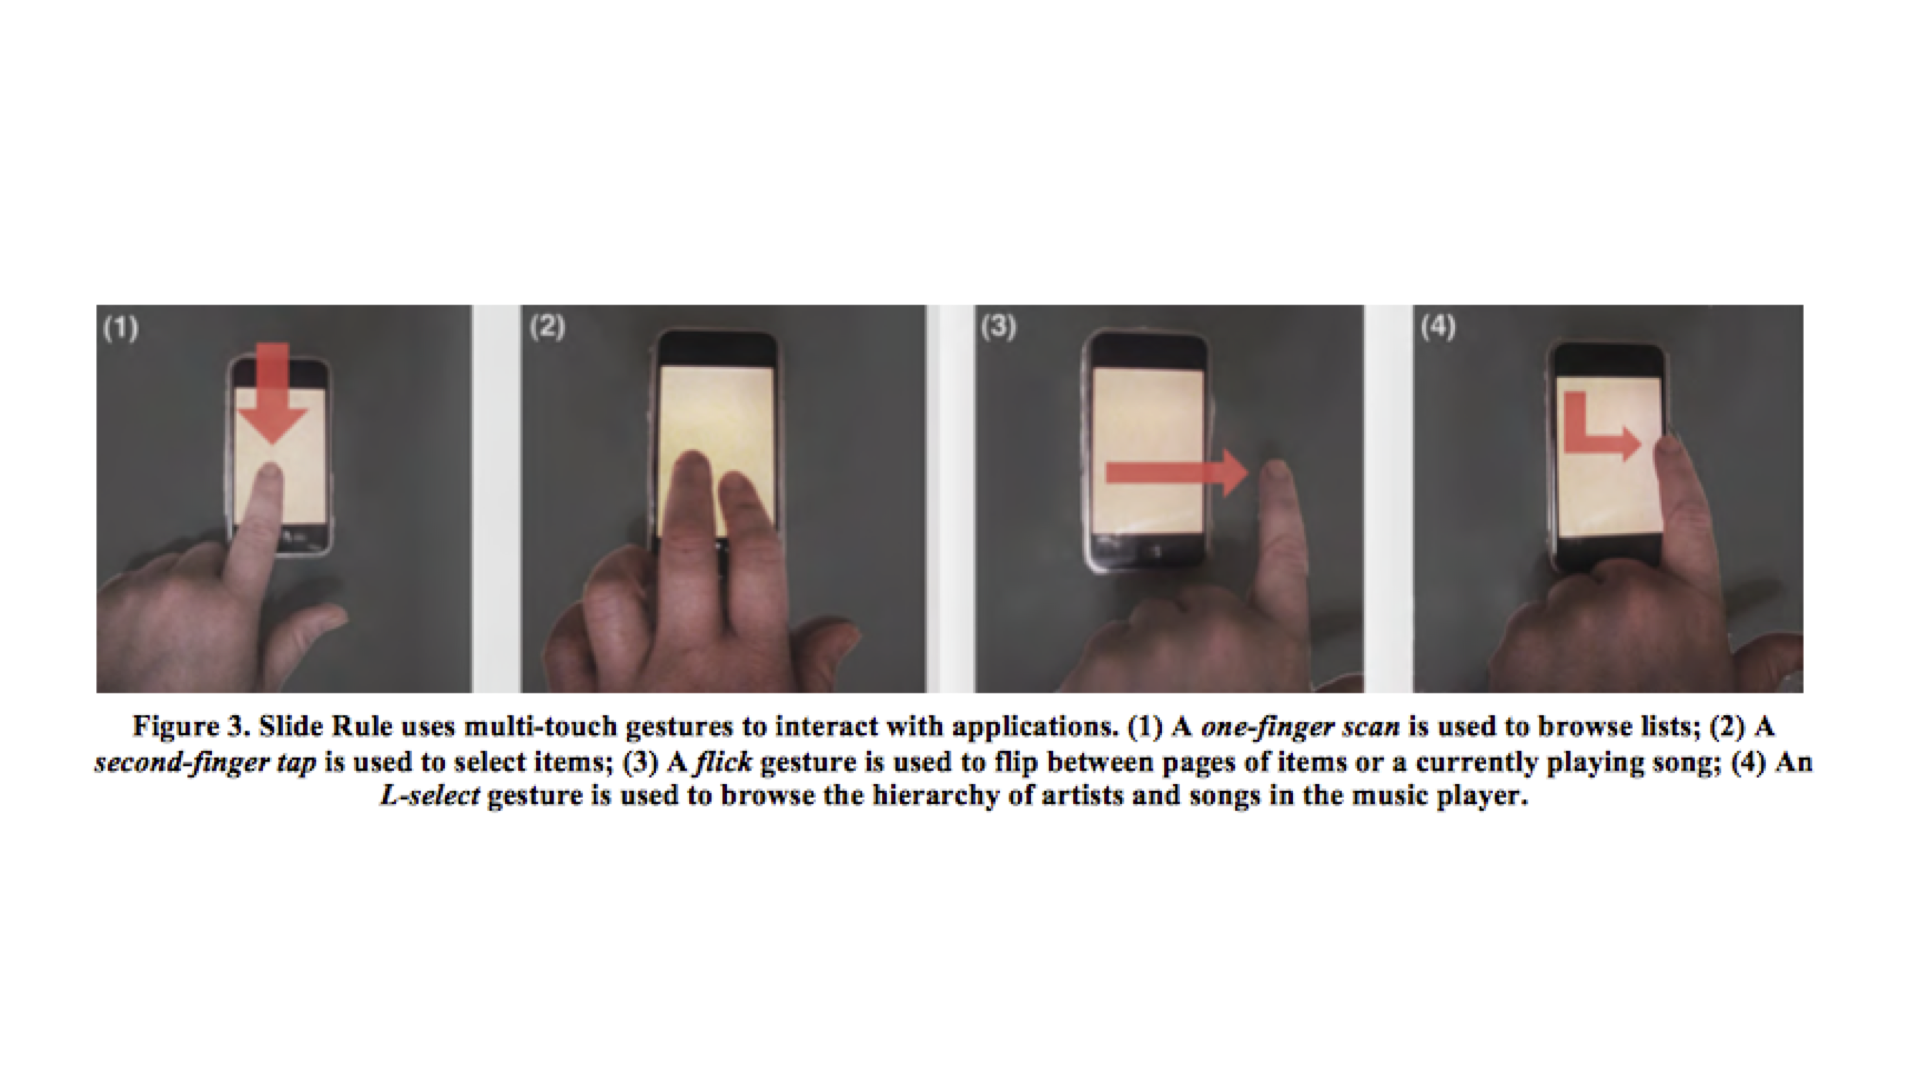 (1) (2) (3) (4)
Figure 3. Slide Rule uses multi-touch gestures to interact with applications. (1) A one-finger scan is used to browse lists; (2) A
second-finger tap is used to select items; (3) A flick gesture is used to flip between pages of items or a currently playing song; (4) An
L-select gesture is used to browse the hierarchy of artists and songs in the music player.